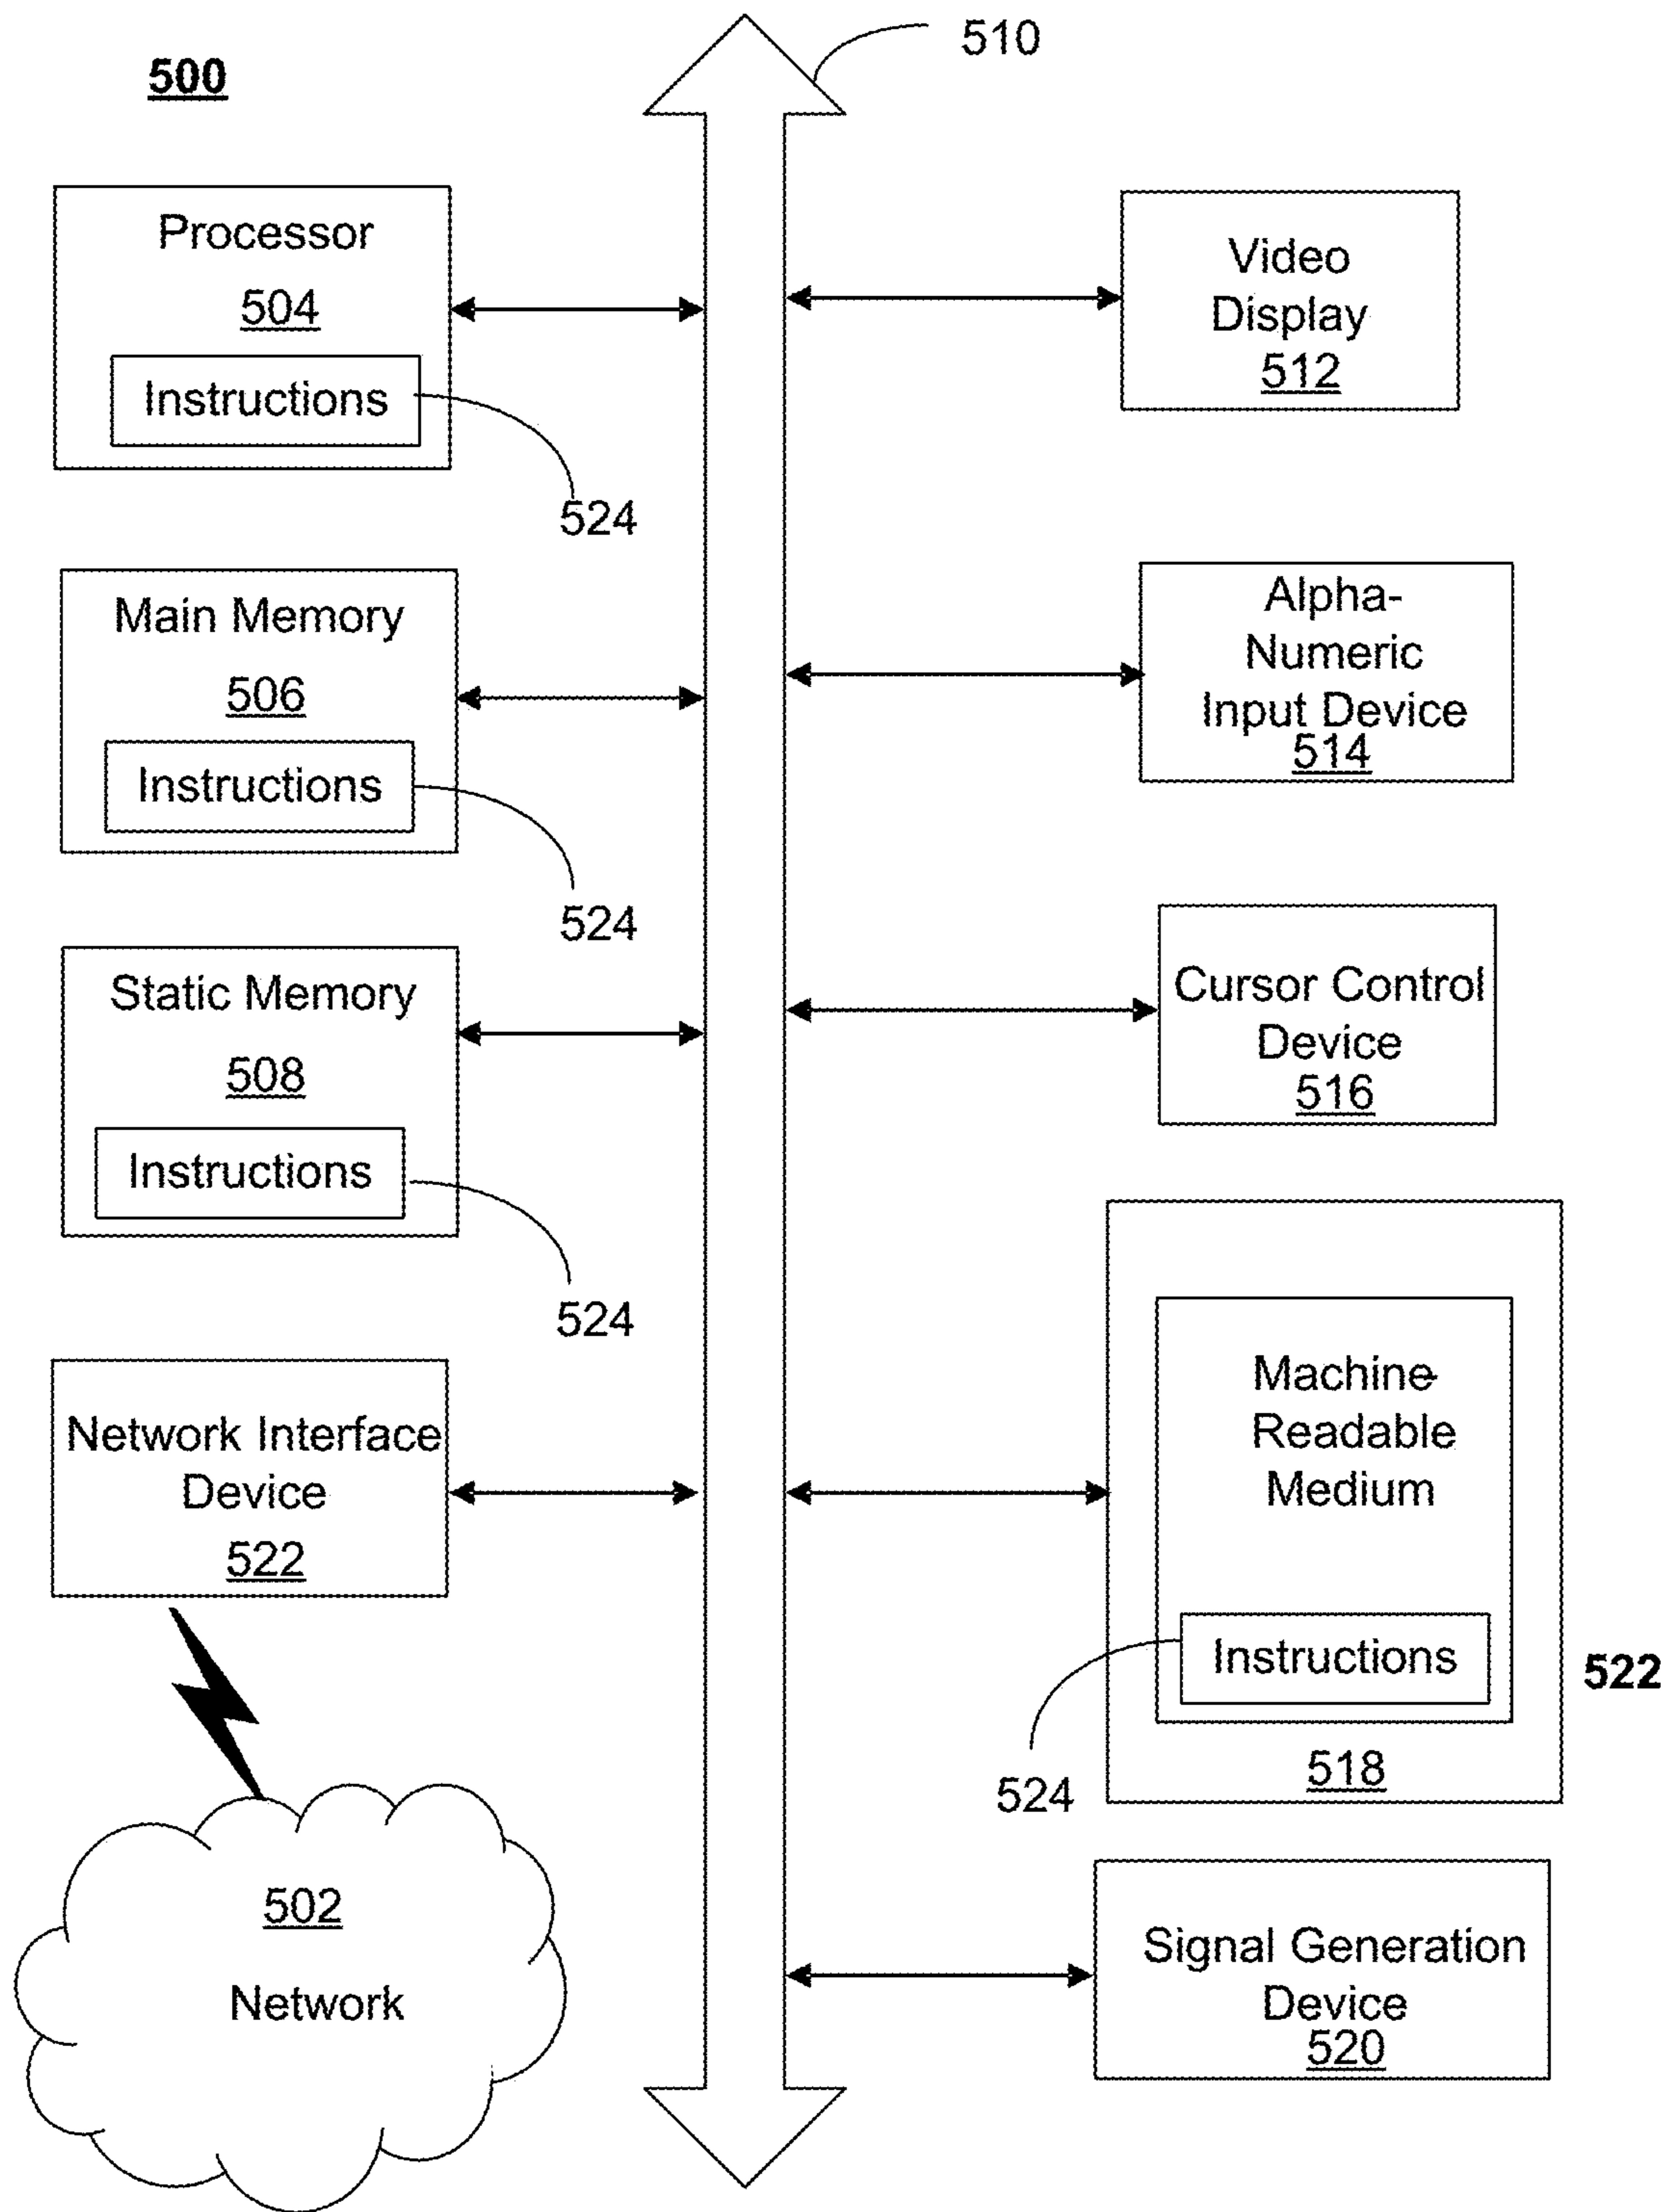 500
510
Processor
504
Instructions
524
Main Memory
506
Instructions
524
Static Memory
508
Instructions
524
Network Interface
Device
522
502
Network
Video
Display
512
Alpha-
Numeric
Input Device
514
Cursor Control
Device
516
Machine-
Readable
Medium
Instructions
522
518
524
Signal Generation
Device
520